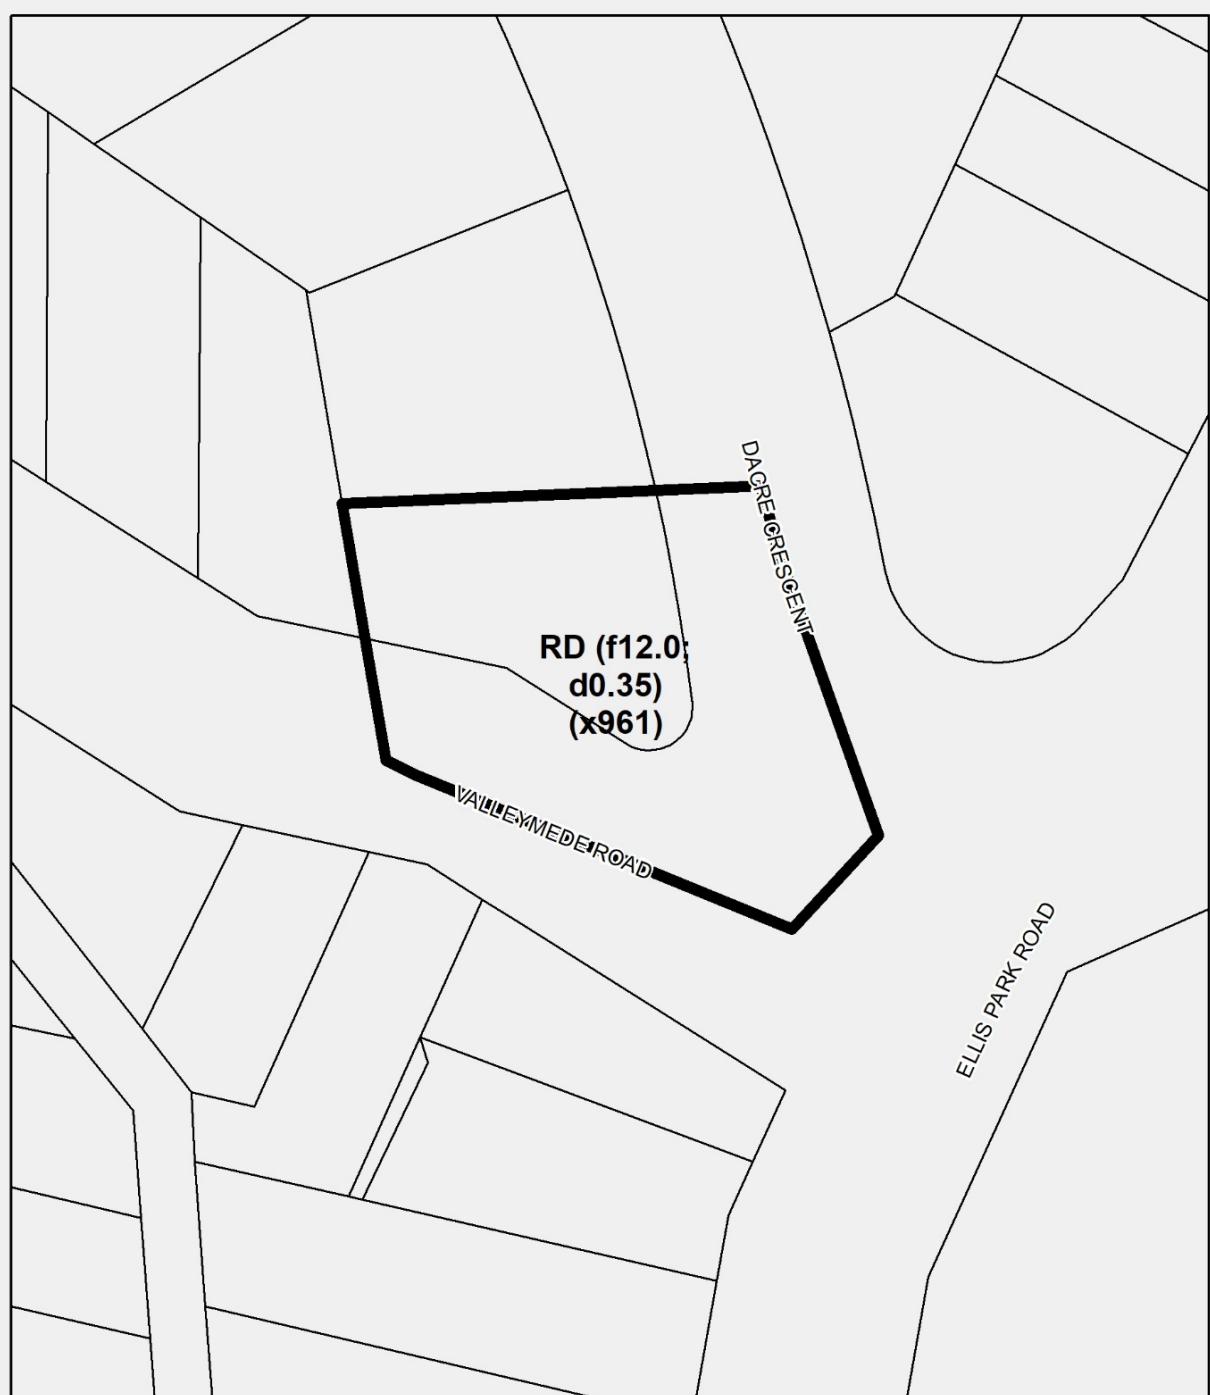 DACRE CRESCENT
RD (f12.0;
d0.35)
(x961)
VALLEYMEDE ROAD
ELLIS PARK ROAD